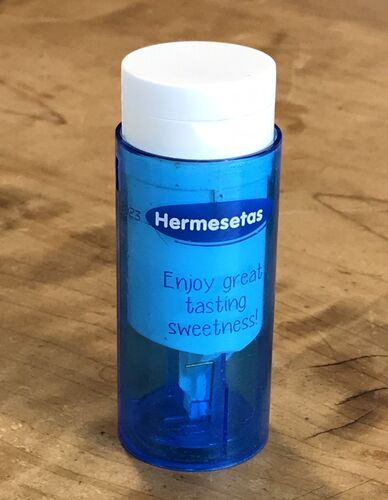 Hermesetas
Enjoy great
tasting
sweetness!